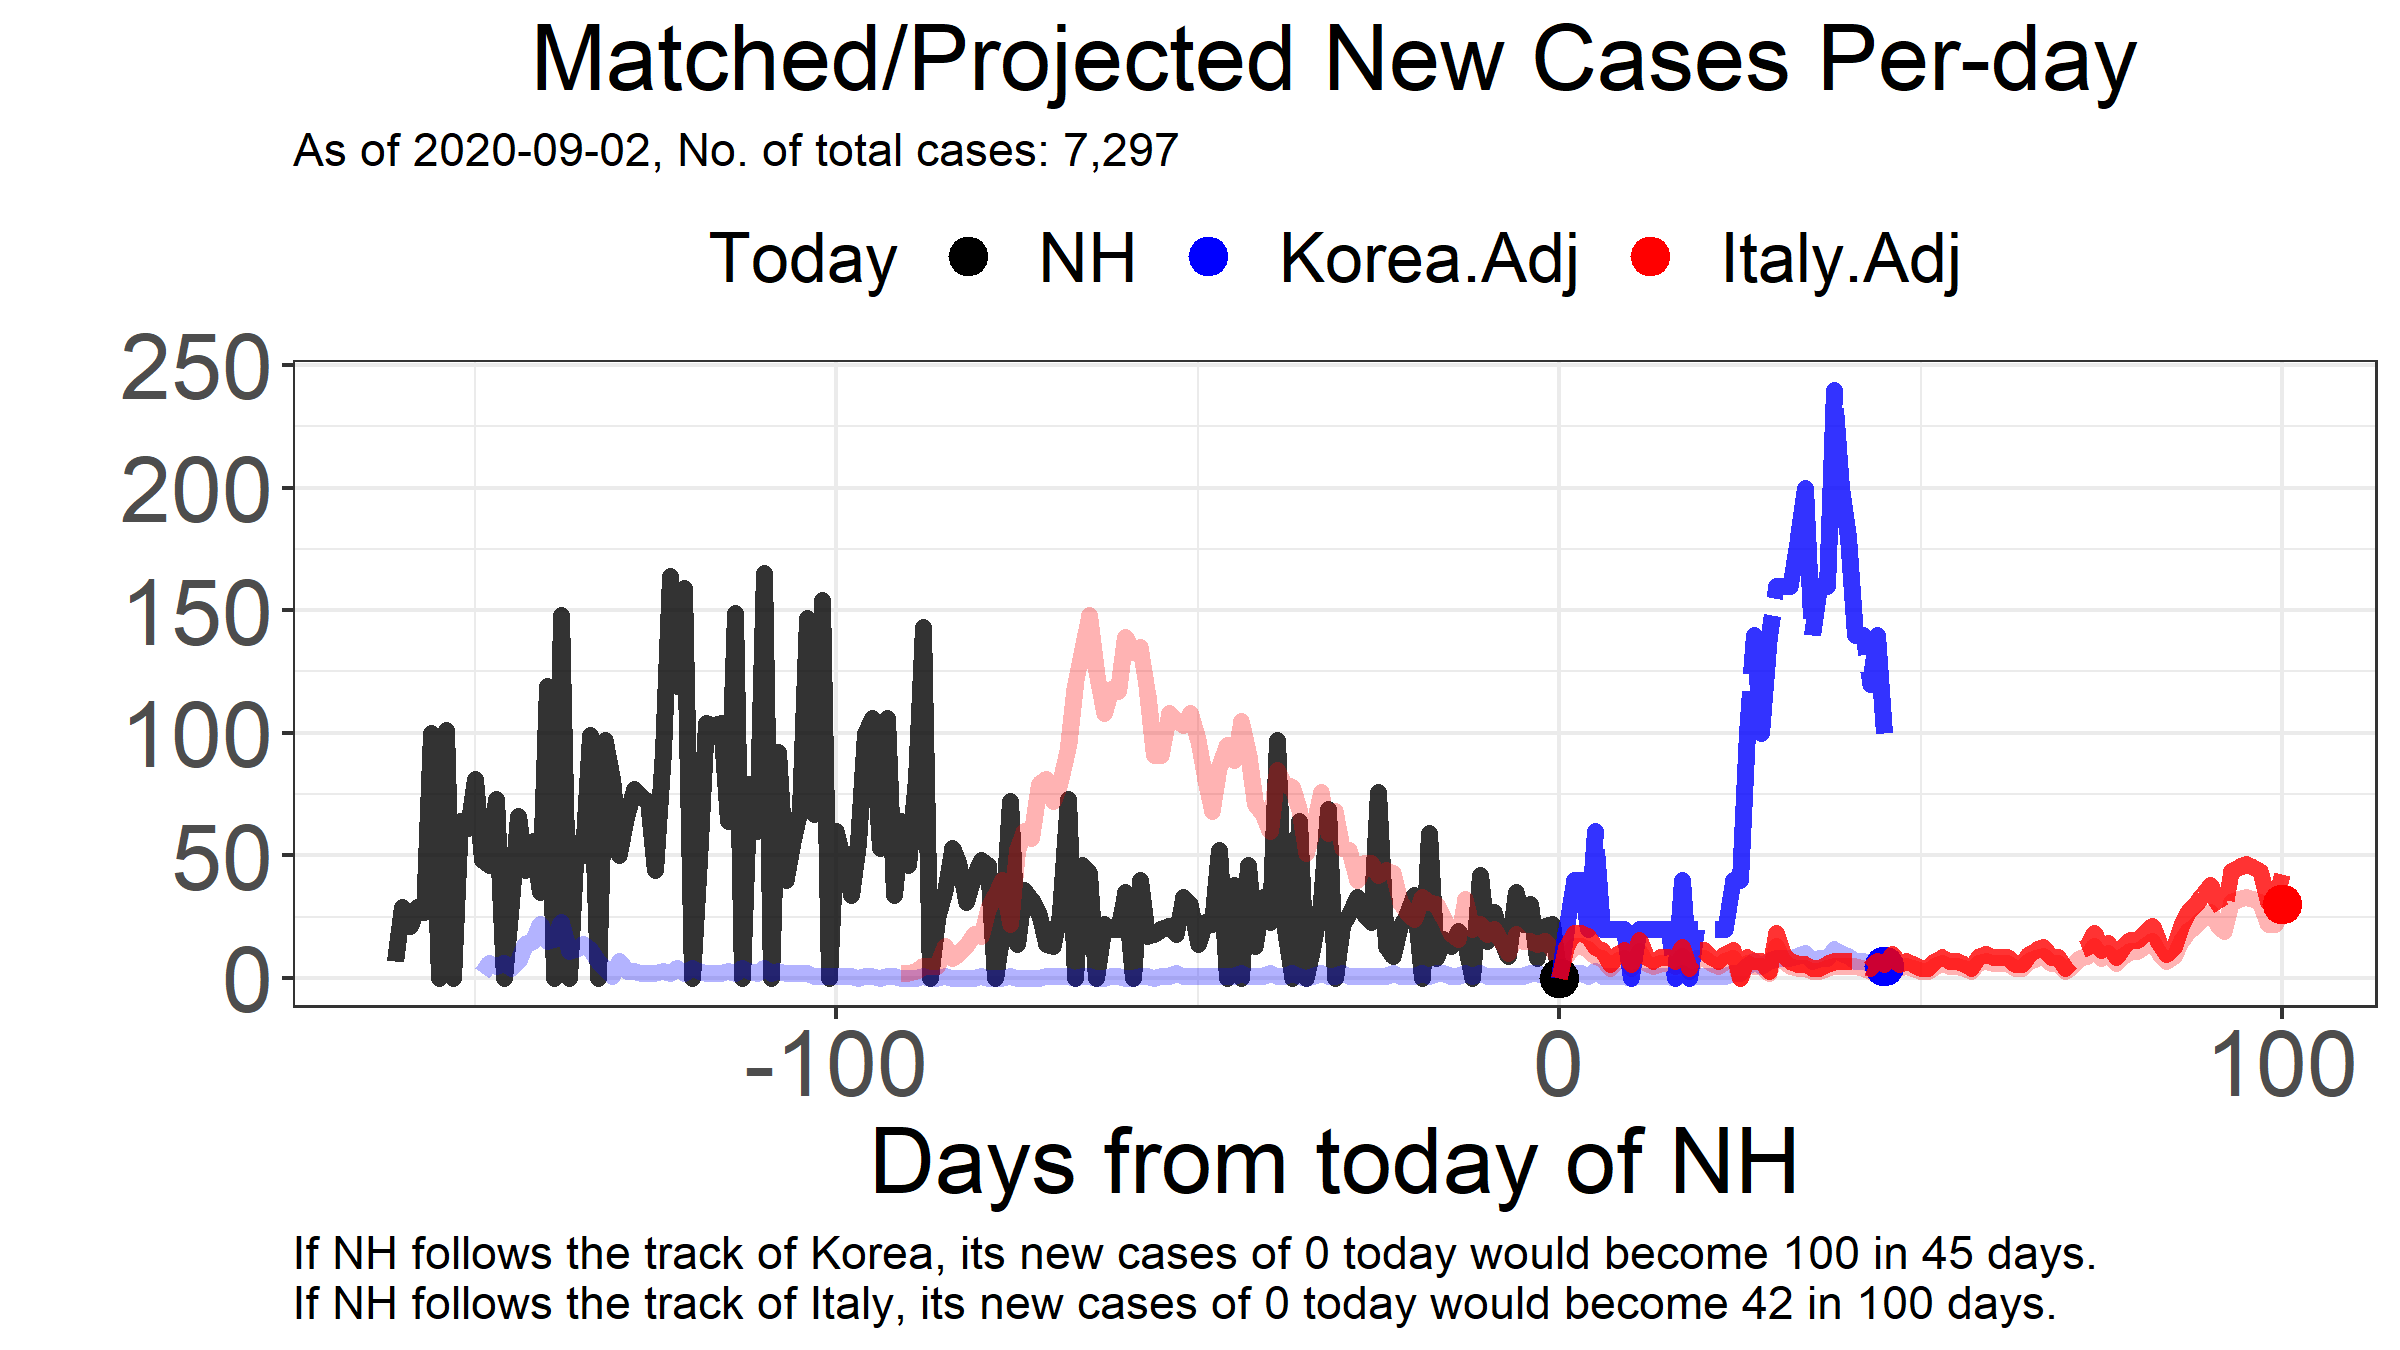 Matched/Projected New Cases Per-day
As of 2020-09-02, No. of total cases: 7,297
Today NH Korea.Adj Italy.Adj
250
200
150
100
50
0
-100 0 100
Days from today of NH
If NH follows the track of Korea, its new cases of 0 today would become 100 in 45 days.
If NH follows the track of Italy, its new cases of 0 today would become 42 in 100 days.